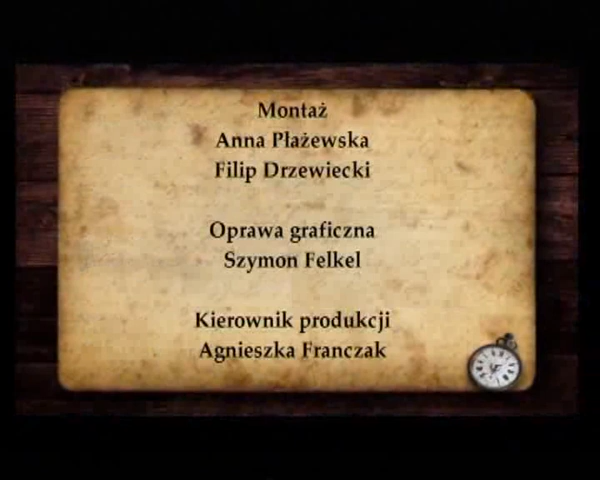 Montaż
Anna Płażewska
Filip Drzewiecki
Oprawa graficzna
Szymon Felkel
Kierownik produkcji
Agnieszka Franczak